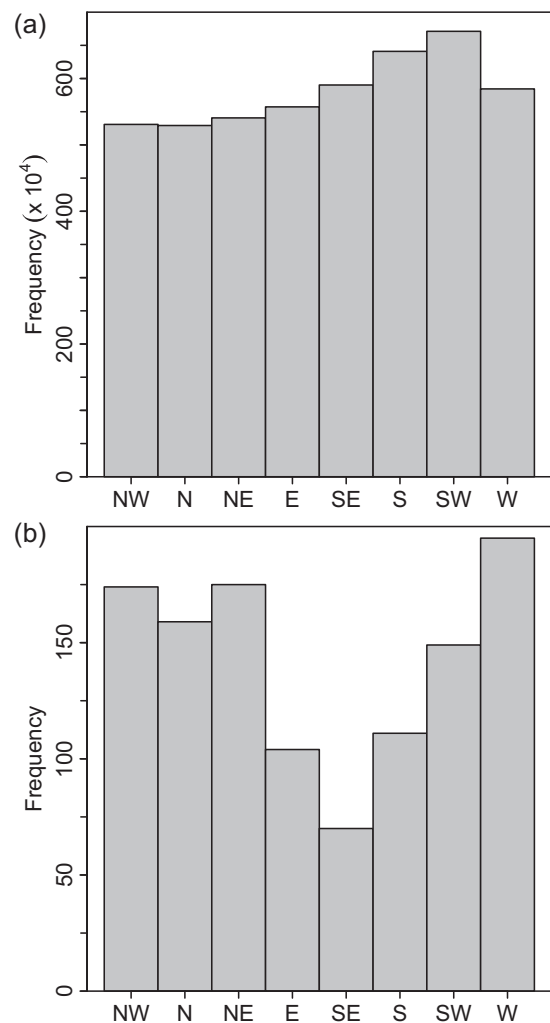 (a)
Frequency (x 10⁴)
600
400
200
0
NW N NE E SE S SW W
(b)
Frequency
150
100
50
0
NW N NE E SE S SW W